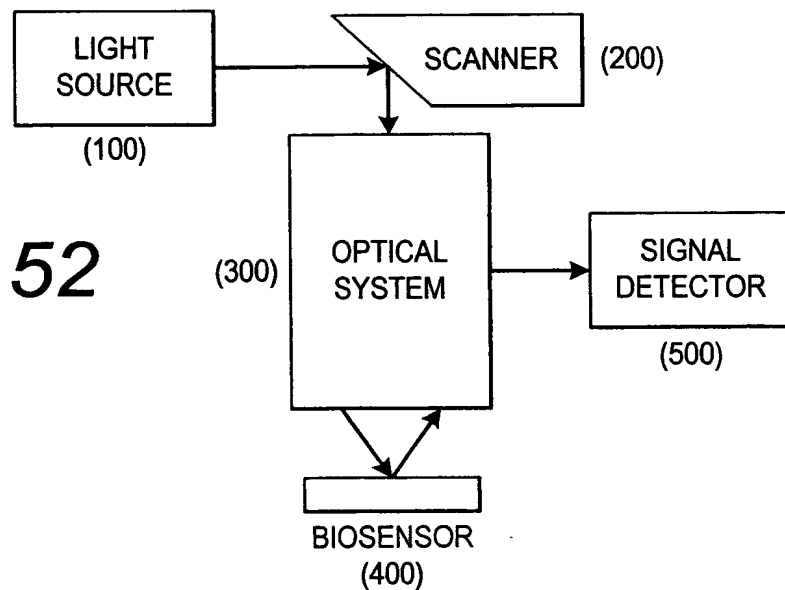 LIGHT
SOURCE
(100)
SCANNER
(200)
52
(300)
OPTICAL
SYSTEM
SIGNAL
DETECTOR
(500)
BIOSENSOR
(400)